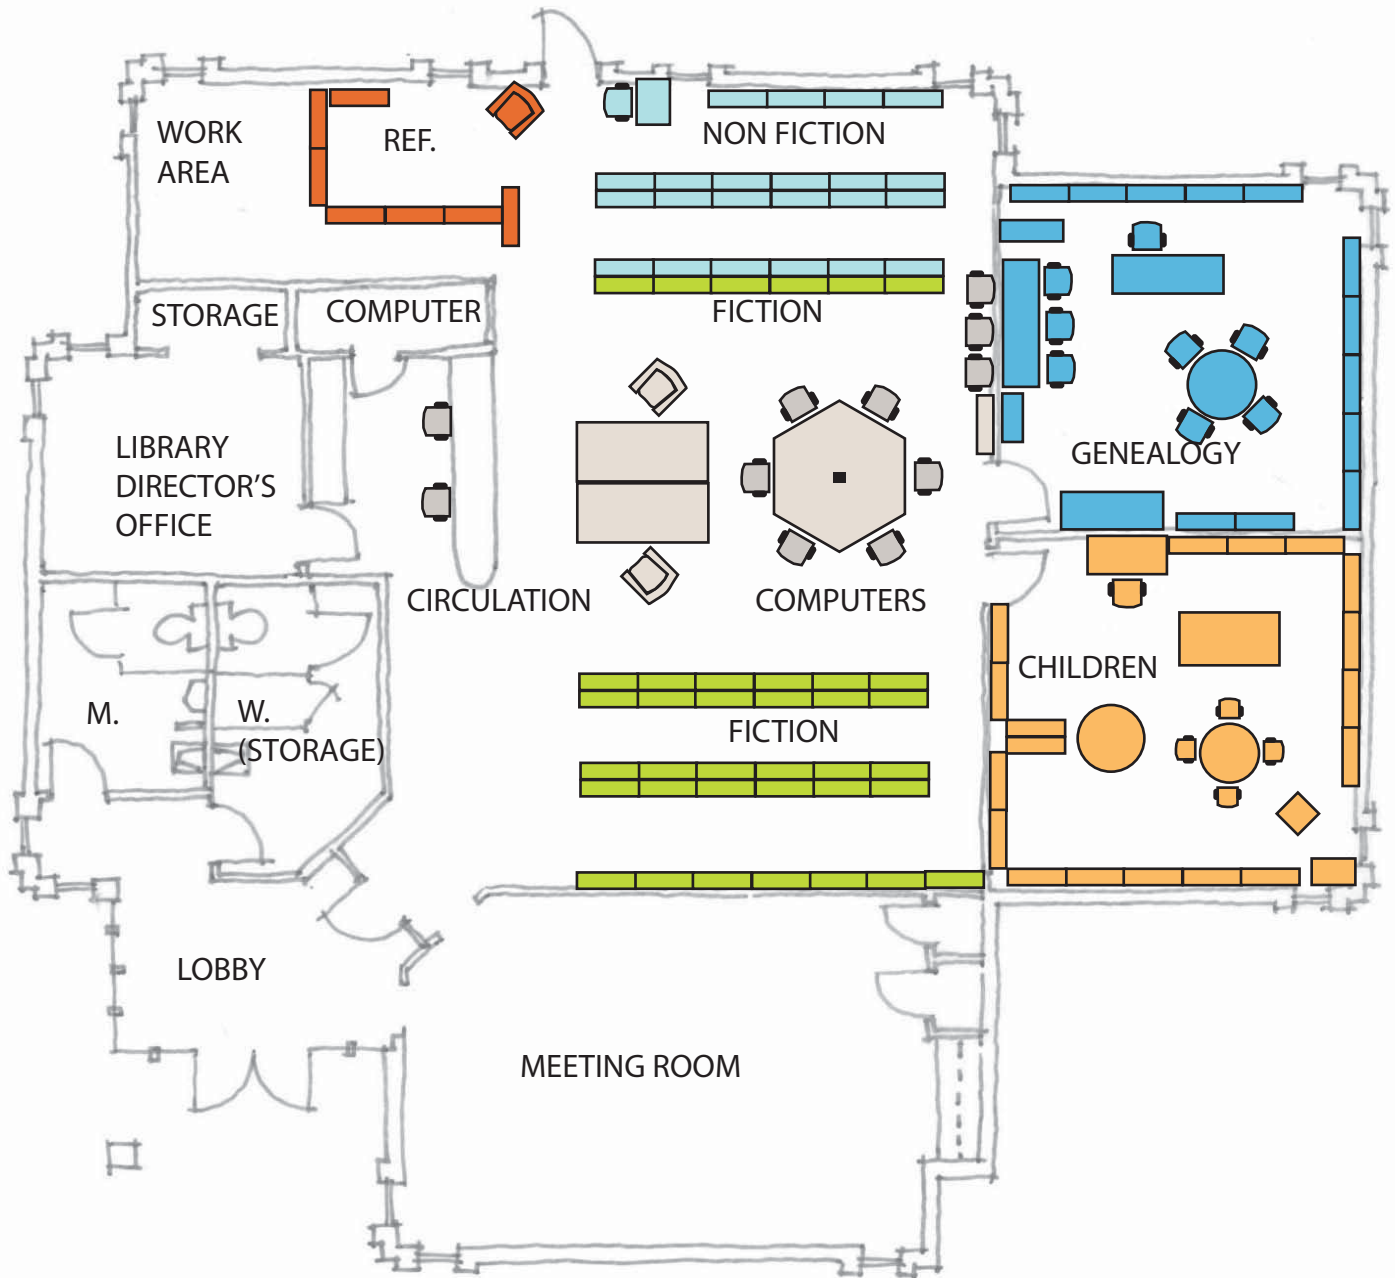 WORK
AREA
REF.
NON FICTION
STORAGE
COMPUTER
FICTION
LIBRARY
DIRECTOR'S
OFFICE
GENEALOGY
CIRCULATION
COMPUTERS
CHILDREN
M.
W.
(STORAGE)
FICTION
LOBBY
MEETING ROOM